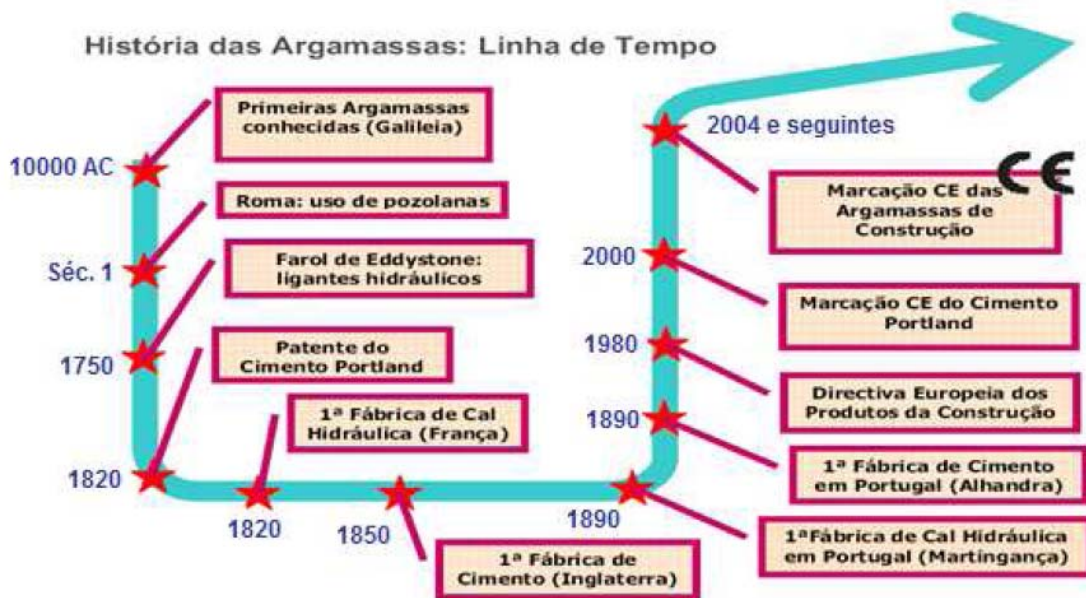 História das Argamassas: Linha de Tempo
10000 AC
Primeiras Argamassas
conhecidas (Galileia)
Séc. 1
Roma: uso de pozolanas
1750
Farol de Eddystone:
ligantes hidráulicos
1820
Patente do
Cimento Portland
1820
1ª Fábrica de Cal
Hidráulica (França)
1850
1ª Fábrica de
Cimento (Inglaterra)
1890
1ªFábrica de Cal Hidráulica
em Portugal (Martingança)
1890
1ª Fábrica de Cimento
em Portugal (Alhandra)
1980
Directiva Europeia dos
Produtos da Construção
2000
Marcação CE do Cimento
Portland
2004 e seguintes
CE
Marcação CE das
Argamassas de
Construção